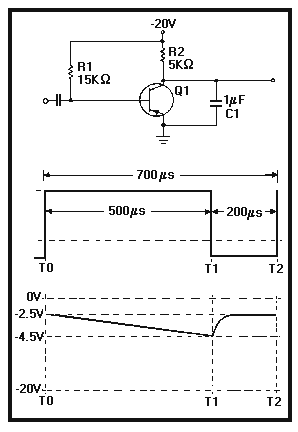 -20V
R1
15KΩ
R2
5KΩ
Q1
1µF
C1
700µs
500µs
200µs
T0
T1
T2
0V
-2.5V
-4.5V
-20V
T0
T1
T2